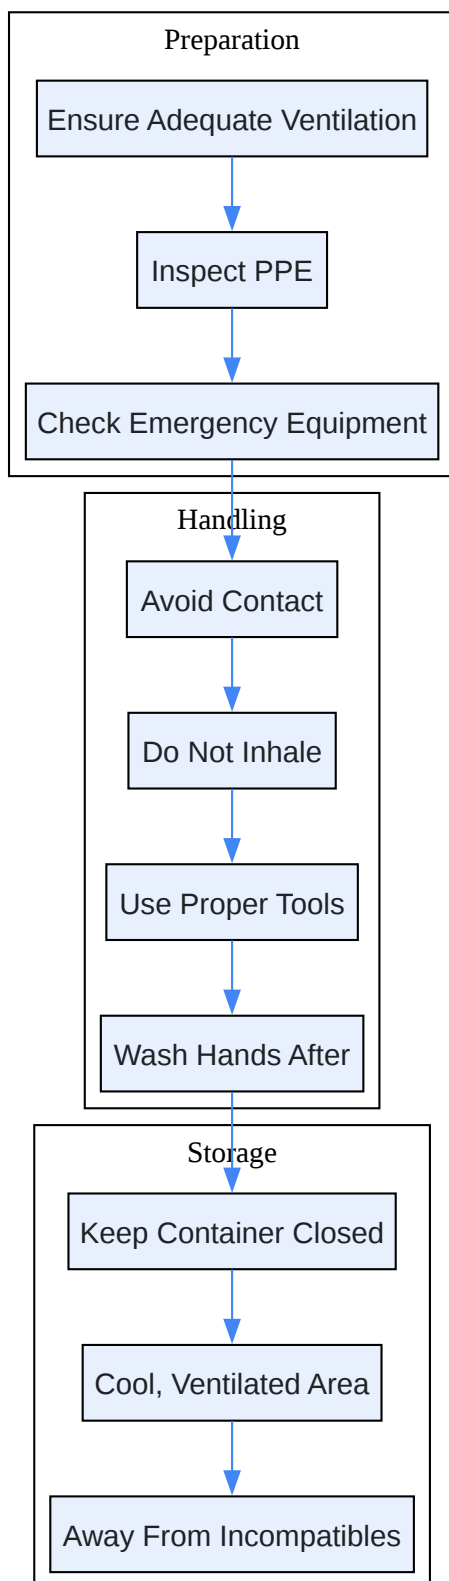 Preparation
Ensure Adequate Ventilation
Inspect PPE
Check Emergency Equipment
Handling
Avoid Contact
Do Not Inhale
Use Proper Tools
Wash Hands After
Storage
Keep Container Closed
Cool, Ventilated Area
Away From Incompatibles